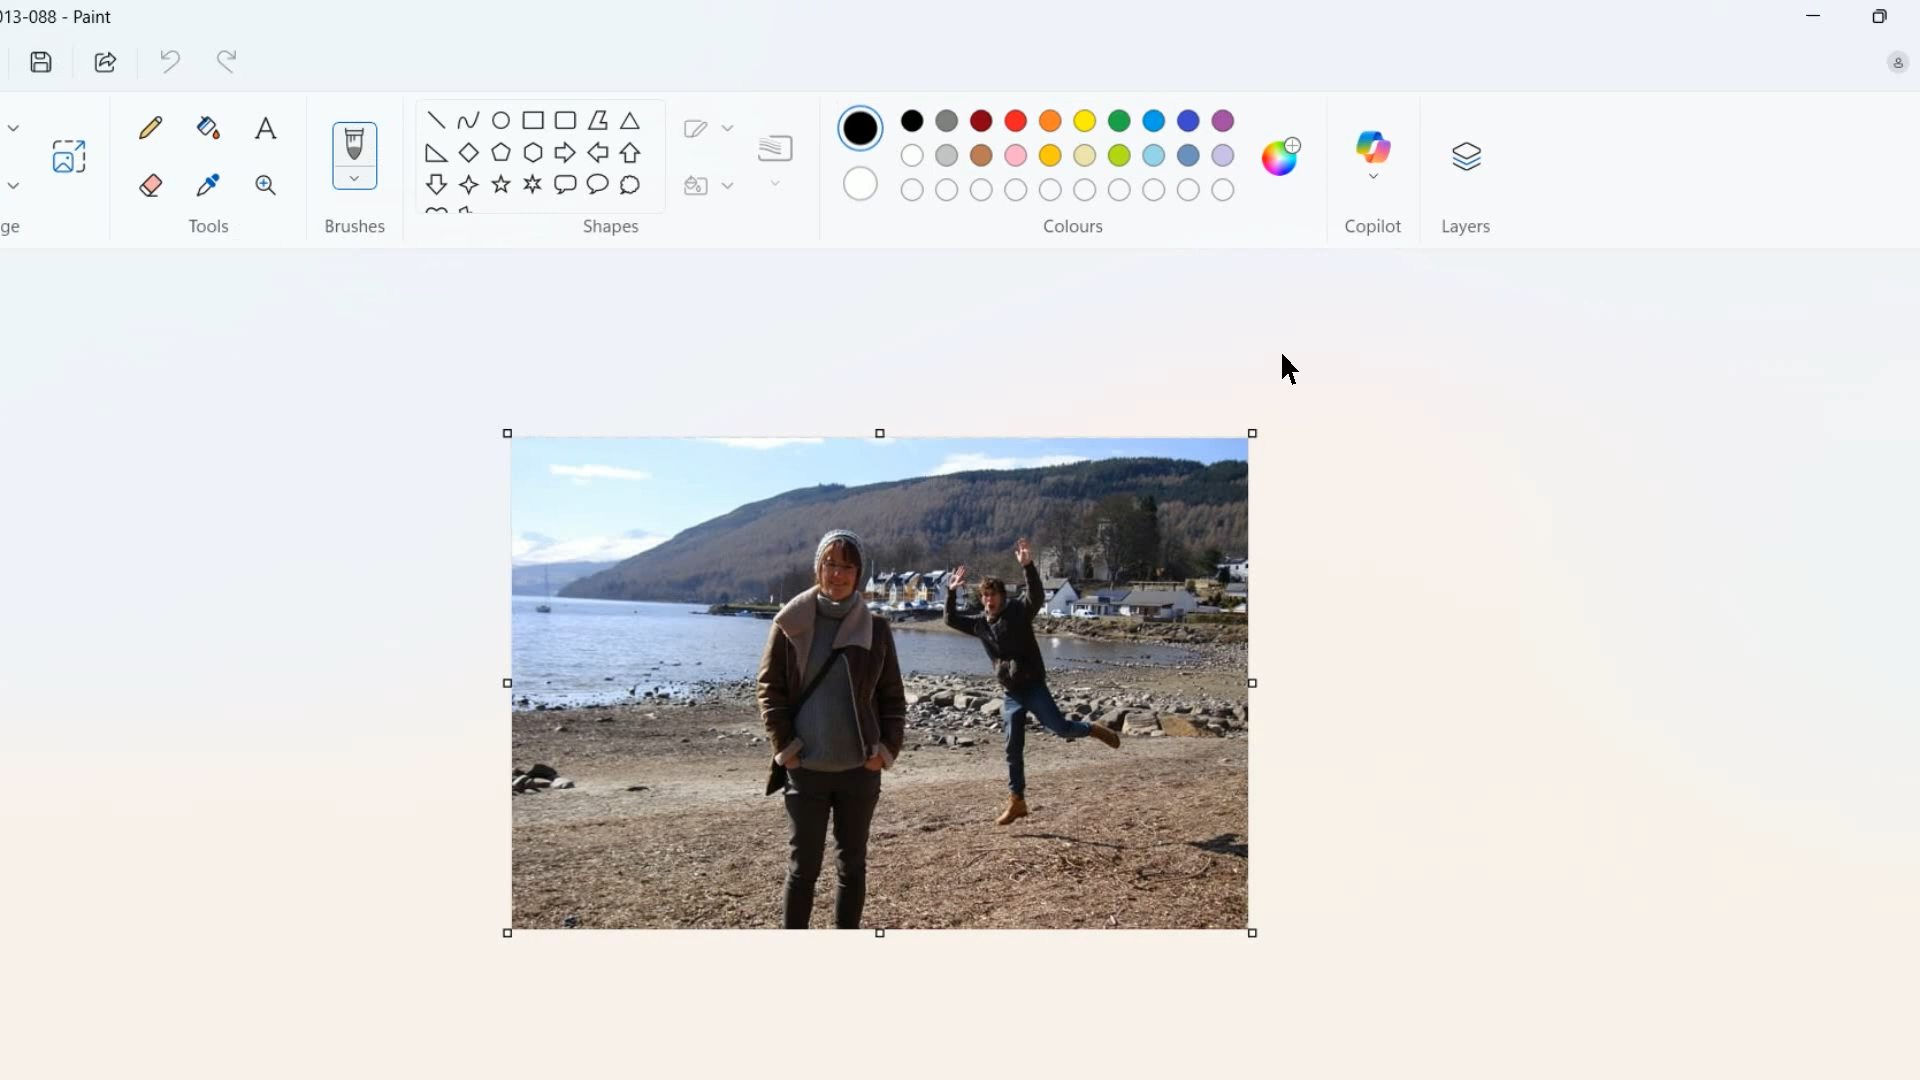 013-088 - Paint
ge
Tools
Brushes
Shapes
Colours
Copilot
Layers